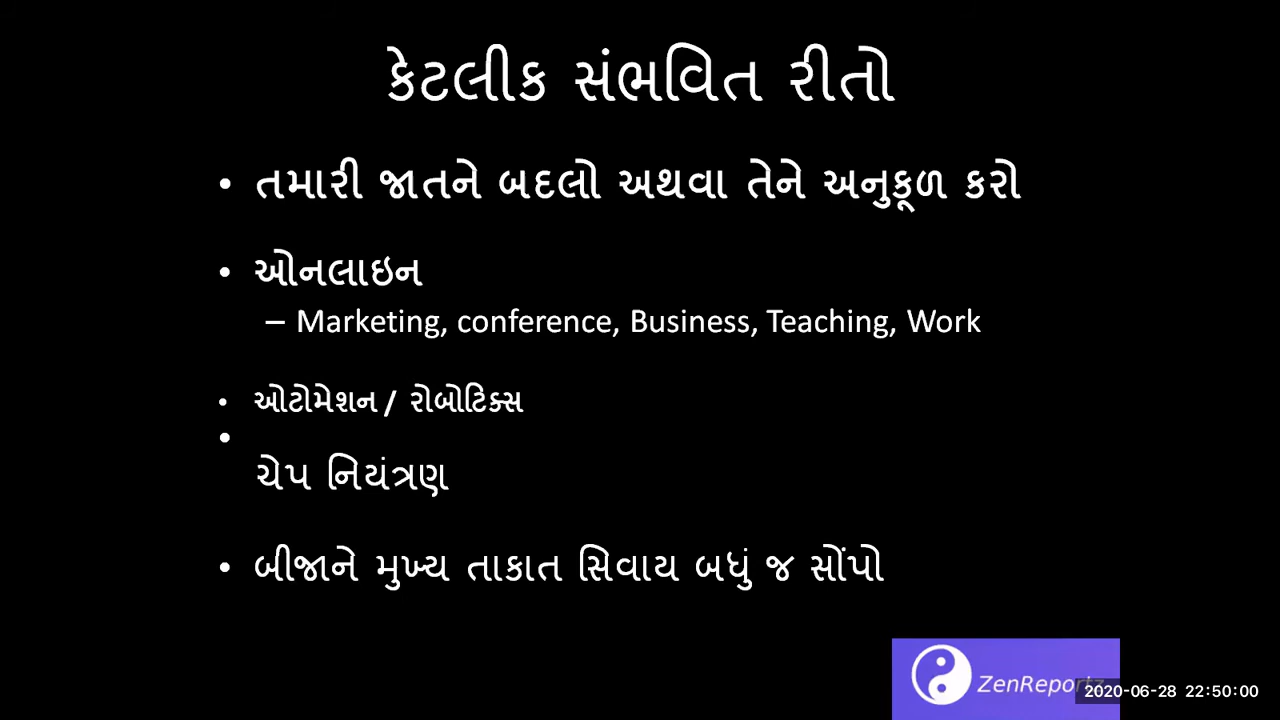 કેટલીક સંભવિત રીતો
• તમારી જાતને બદલો અથવા તેને અનુકૂળ કરો
• ઓનલાઇન
– Marketing, conference, Business, Teaching, Work
• ઓટોમેશન / રોબોટિક્સ
•
ચેપ નિયંત્રણ
• બીજાને મુખ્ય તાકાત સિવાય બધું જ સોંપો
ZenReportz
2020-06-28 22:50:00